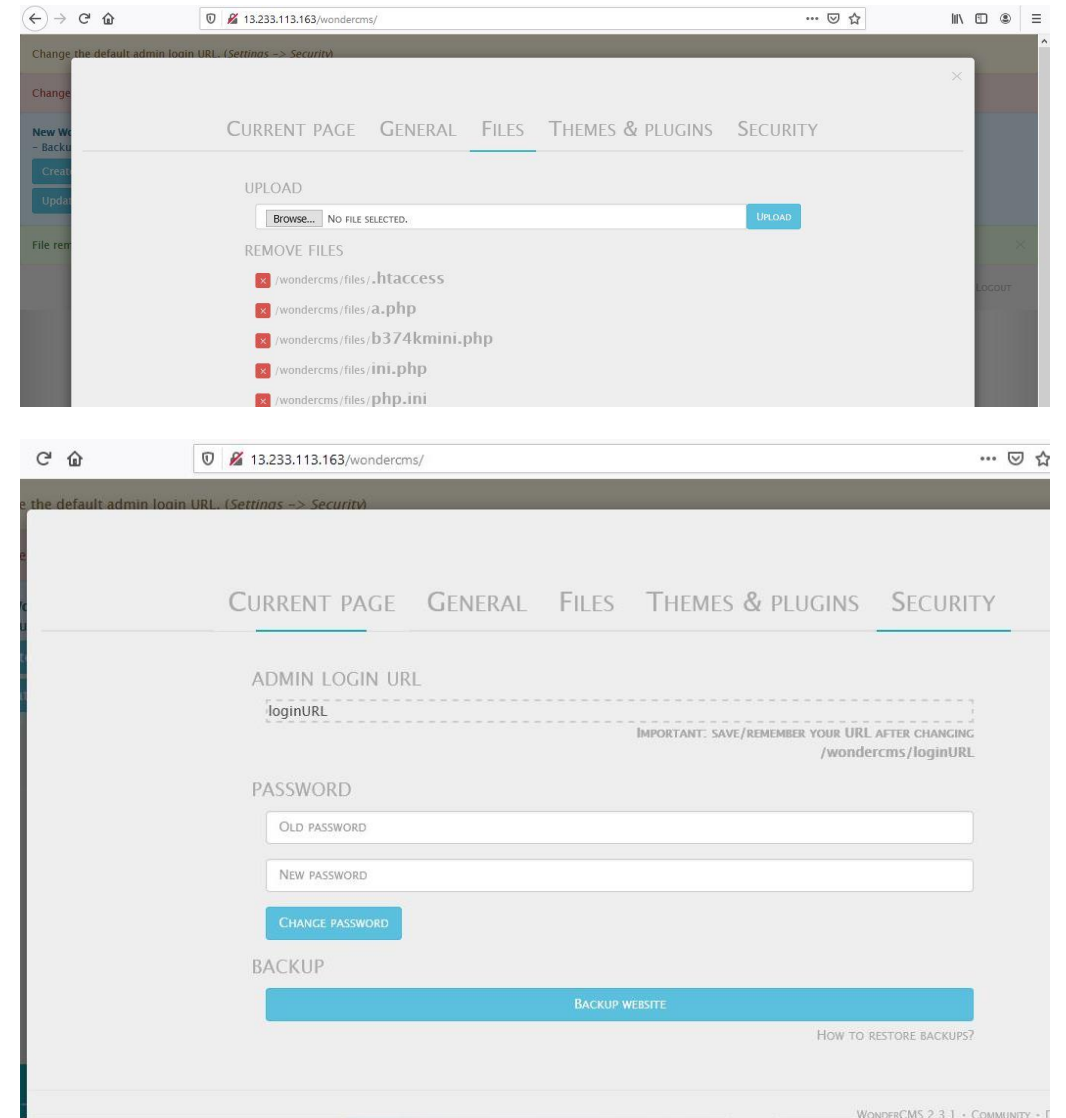 13.233.113.163/wondercms/
Change the default admin login URL. (Settings -> Security)
Change
×
New Wo
CURRENT PAGE GENERAL FILES THEMES & PLUGINS SECURITY
- Backu
Creat
Updat
UPLOAD
Browse... NO FILE SELECTED. UPLOAD
File rem
REMOVE FILES
/wondercms/files/.htaccess
LOGOUT
/wondercms/files/a.php
/wondercms/files/b374kmini.php
/wondercms/files/ini.php
/wondercms/files/php.ini
13.233.113.163/wondercms/
e the default admin login URL. (Settings -> Security)
CURRENT PAGE GENERAL FILES THEMES & PLUGINS SECURITY
ADMIN LOGIN URL
loginURL
IMPORTANT: SAVE/REMEMBER YOUR URL AFTER CHANGING
/wondercms/loginURL
PASSWORD
OLD PASSWORD
NEW PASSWORD
CHANGE PASSWORD
BACKUP
BACKUP WEBSITE
HOW TO RESTORE BACKUPS?
WONDERCMS 2.3.1 • COMMUNITY •